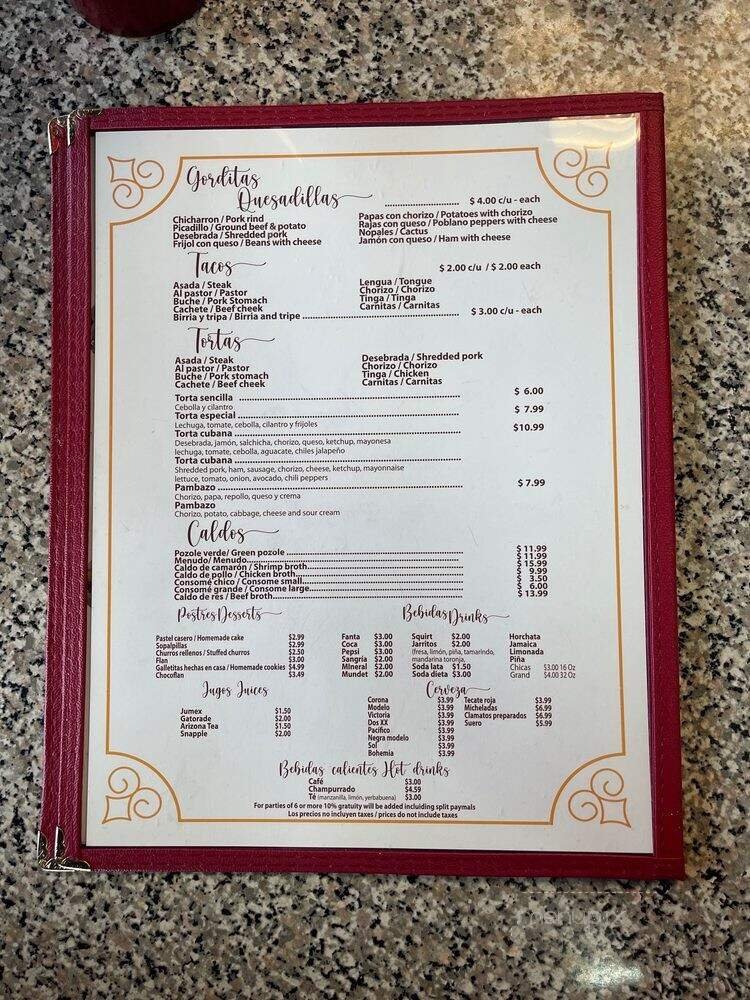 Gorditas
Quesadillas ........................ $ 4.00 c/u - each
Chicharron / Pork rind
Picadillo / Ground beef & potato
Desebrada / Shredded pork
Frijol con queso / Beans with cheese
Papas con chorizo / Potatoes with chorizo
Rajas con queso / Poblano peppers with cheese
Nopales / Cactus
Jamón con queso / Ham with cheese
Tacos
$ 2.00 c/u / $ 2.00 each
Asada / Steak
Al pastor / Pastor
Buche / Pork Stomach
Cachete / Beef cheek
Lengua / Tongue
Chorizo / Chorizo
Tinga / Tinga
Carnitas / Carnitas
Birria y tripa / Birria and tripe ........................ $ 3.00 c/u - each
Tortas
Asada / Steak
Al pastor / Pastor
Buche / Pork stomach
Cachete / Beef cheek
Desebrada / Shredded pork
Chorizo / Chorizo
Tinga / Chicken
Carnitas / Carnitas
Torta sencilla ........................ $ 6.00
Cebolla y cilantro
Torta especial ........................ $ 7.99
Lechuga, tomate, cebolla, cilantro y frijoles
Torta cubana ........................ $10.99
Desebrada, jamón, salchicha, chorizo, queso, ketchup, mayonesa
lechuga, tomate, cebolla, aguacate, chiles jalapeño
Torta cubana ........................
Shredded pork, ham, sausage, chorizo, cheese, ketchup, mayonnaise
lettuce, tomato, onion, avocado, chili peppers
Pambazo ........................ $ 7.99
Chorizo, papa, repollo, queso y crema
Pambazo
Chorizo, potato, cabbage, cheese and sour cream
Caldos
Pozole verde/ Green pozole ........................ $ 11.99
Menudo/ Menudo........................ $ 11.99
Caldo de camarón / Shrimp broth........................ $ 15.99
Caldo de pollo / Chicken broth........................ $ 9.99
Consomé chico / Consome small........................ $ 3.50
Consomé grande / Consome large........................ $ 6.00
Caldo de res / Beef broth........................ $ 13.99
Postres Desserts
Pastel casero / Homemade cake $2.99
Sopalpillas $2.99
Churros rellenos / Stuffed churros $2.50
Flan $3.00
Galletitas hechas en casa / Homemade cookies $4.99
Chocoflan $3.49
Bebidas Drinks
Fanta $3.00
Coca $3.00
Pepsi $3.00
Sangría $2.00
Mineral $2.00
Mundet $2.00
Squirt $2.00
Jarritos $2.00
(fresa, limón, piña, tamarindo,
mandarina toronja,
Soda lata $1.50
Soda dieta $3.00
Horchata
Jamaica
Limonada
Piña
Chicas $3.00 16 Oz
Grand $4.00 32 Oz
Jugos Juices
Jumex $1.50
Gatorade $2.00
Arizona Tea $1.50
Snapple $2.00
Cerveza
Corona $3.99
Modelo $3.99
Victoria $3.99
Dos XX $3.99
Pacífico $3.99
Negra modelo $3.99
Sol $3.99
Bohemia $3.99
Tecate roja $3.99
Micheladas $6.99
Clamatos preparados $6.99
Suero $5.99
Bebidas calientes Hot drinks
Café $3.00
Champurrado $4.59
Té (manzanilla, limón, yerbabuena) $3.00
For parties of 6 or more 10% gratuity will be added incluiding split paymals
Los precios no incluyen taxes / prices do not include taxes